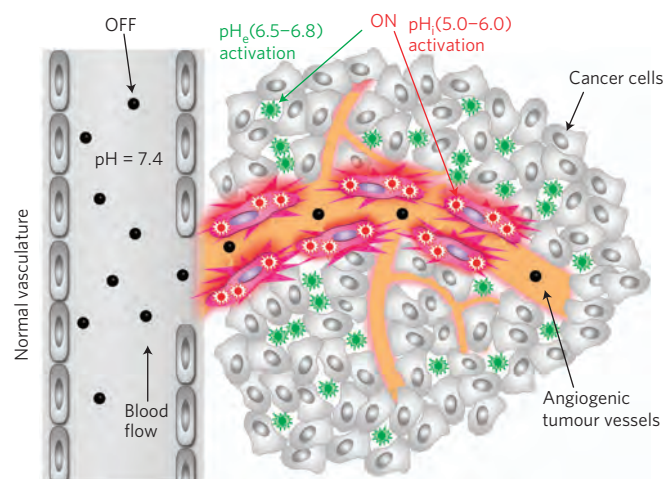 OFF
pHe(6.5–6.8)
activation
ON
pHi(5.0–6.0)
activation
Cancer cells
pH = 7.4
Normal vasculature
Blood
flow
Angiogenic
tumour vessels